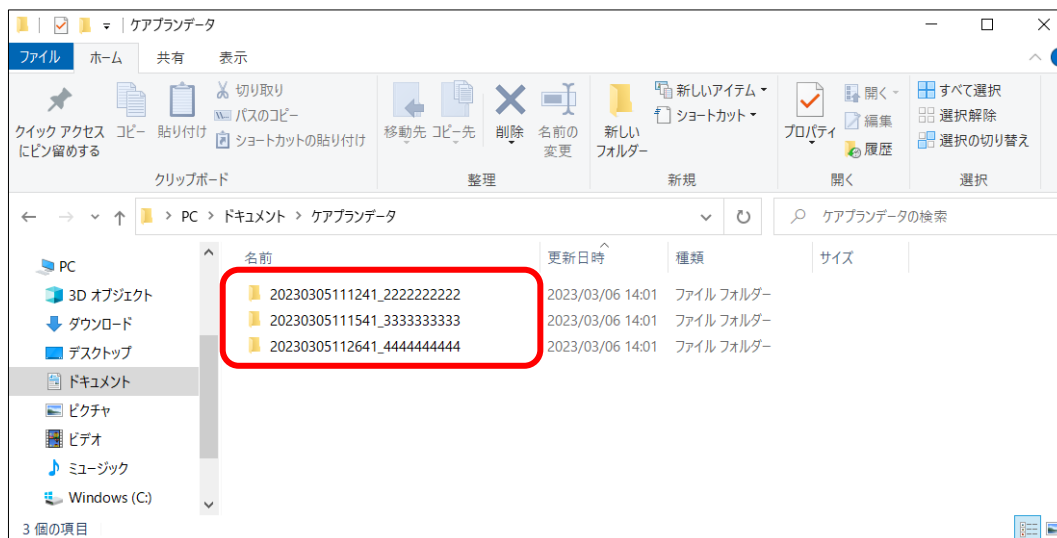 ケアプランデータ
ファイル ホーム 共有 表示
クイック アクセス
にピン留めする
コピー
貼り付け
切り取り
パスのコピー
ショートカットの貼り付け
クリップボード
移動先
コピー先
削除
名前の
変更
整理
新しい
フォルダー
新しいアイテム
ショートカット
新規
プロパティ
開く
編集
履歴
開く
すべて選択
選択解除
選択の切り替え
選択
PC > ドキュメント > ケアプランデータ
ケアプランデータの検索
PC
3D オブジェクト
ダウンロード
デスクトップ
ドキュメント
ピクチャ
ビデオ
ミュージック
Windows (C:)
名前 更新日時 種類 サイズ
20230305111241_2222222222 2023/03/06 14:01 ファイル フォルダー
20230305111541_3333333333 2023/03/06 14:01 ファイル フォルダー
20230305112641_4444444444 2023/03/06 14:01 ファイル フォルダー
3 個の項目